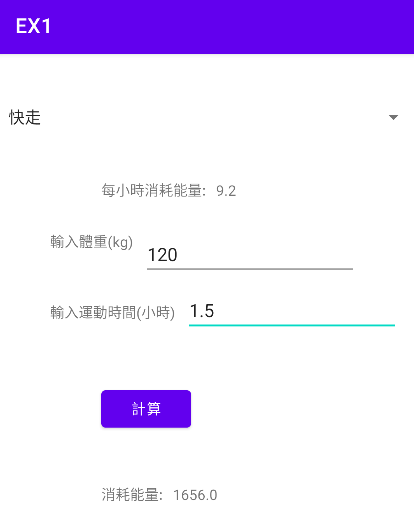 EX1
快走
每小時消耗能量: 9.2
輸入體重(kg) 120
輸入運動時間(小時) 1.5
計算
消耗能量: 1656.0